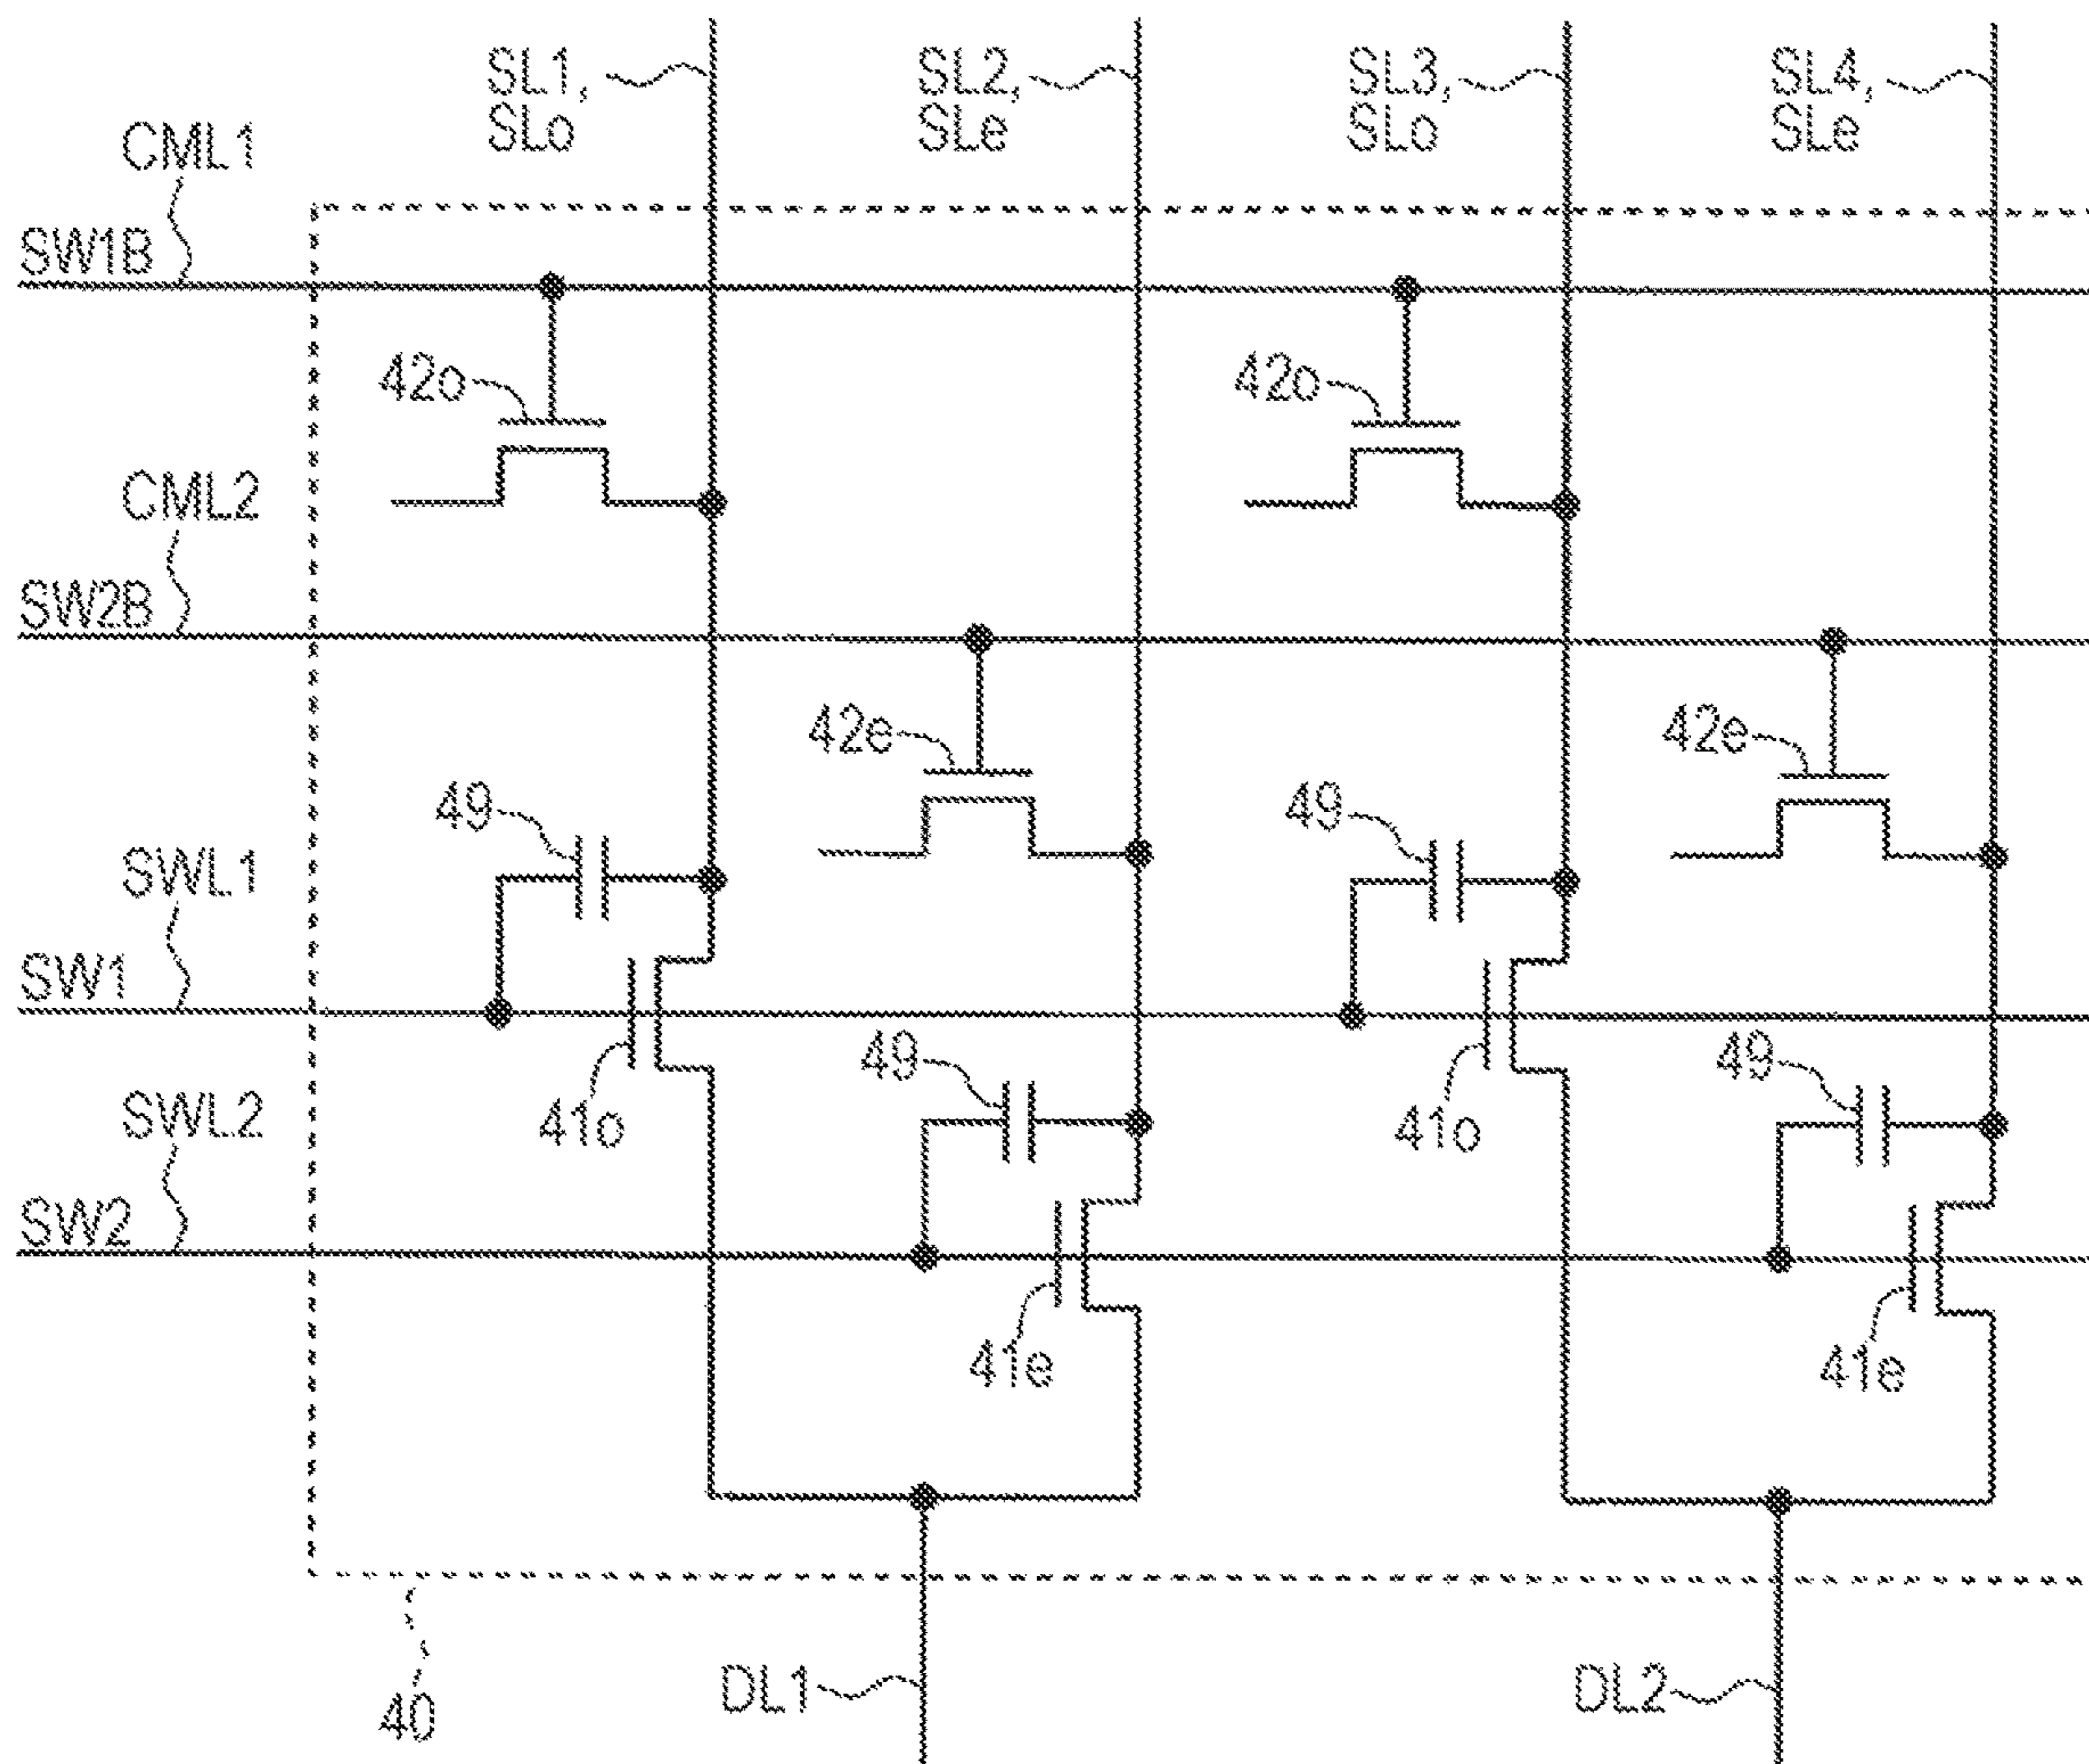 SL1,
SLo
SL2,
SLe
SL3,
SLo
SL4,
SLe
CML1
SW1B
42o
42o
CML2
SW2B
42e
42e
49
49
SWL1
SW1
49
49
41o
41o
SWL2
SW2
41e
41e
40
DL1
DL2